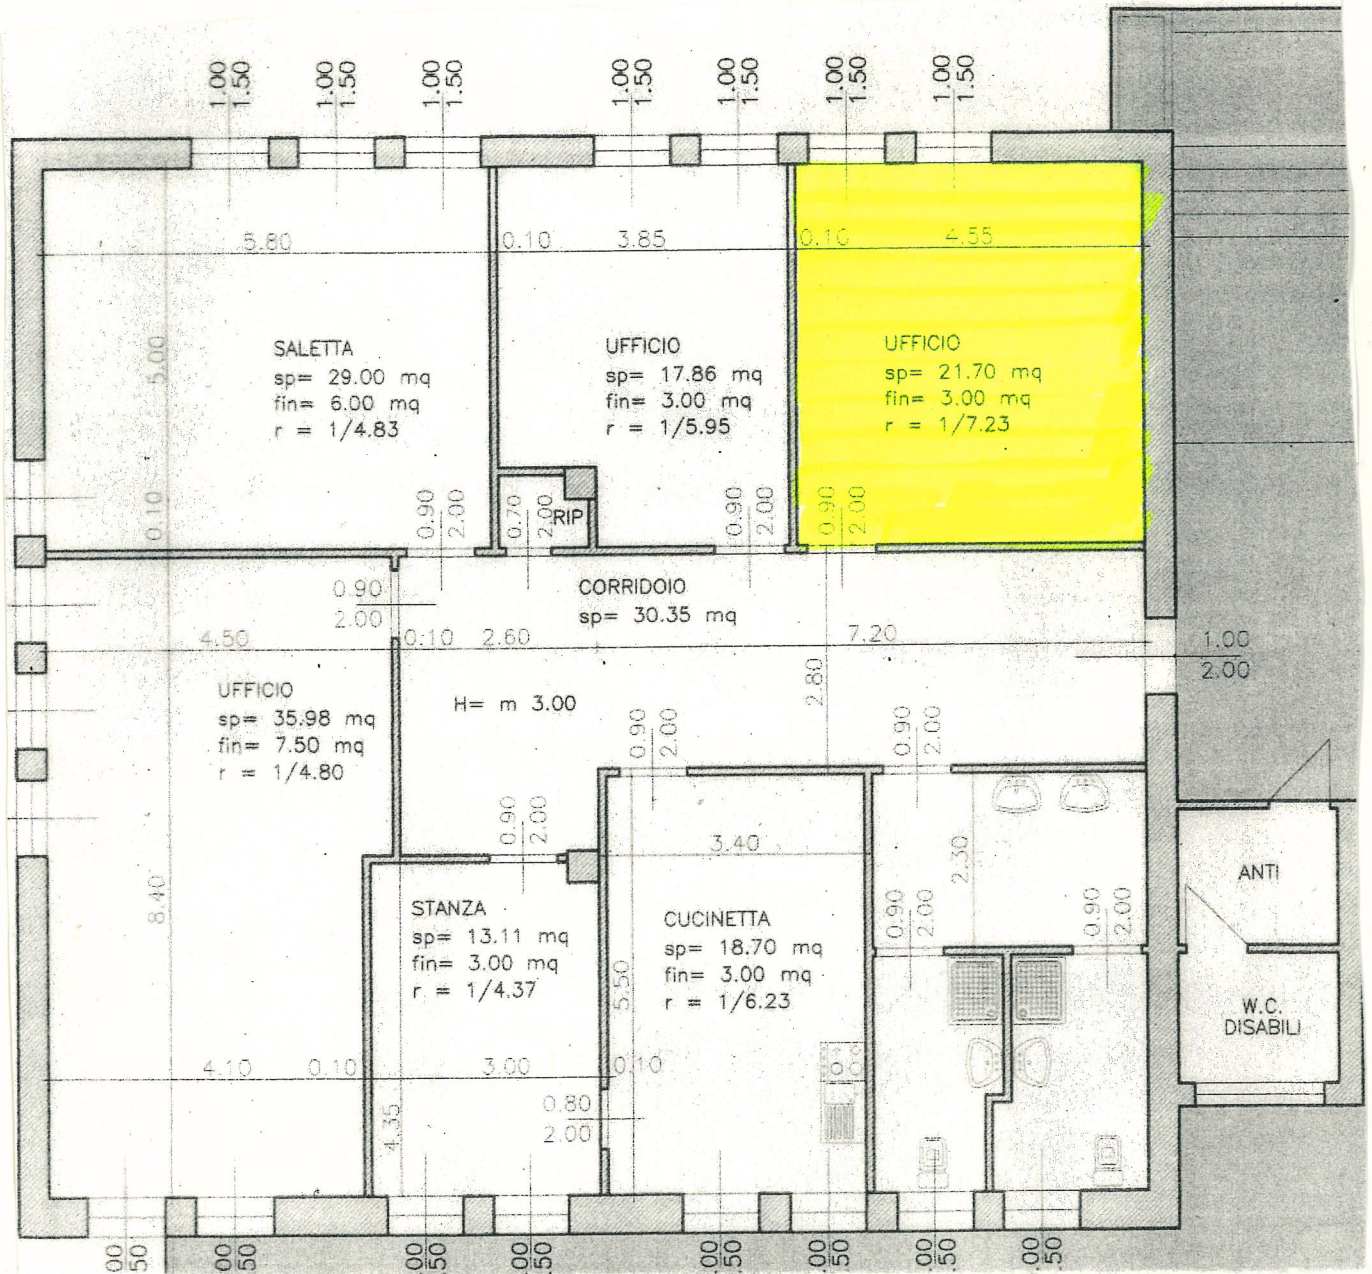 1.00
1.50
1.00
1.50
1.00
1.50
1.00
1.50
1.00
1.50
1.00
1.50
1.00
1.50
5.80
0.10
3.85
0.10
4.55
5.00
SALETTA
sp= 29.00 mq
fin= 6.00 mq
r = 1/4.83
UFFICIO
sp= 17.86 mq
fin= 3.00 mq
r = 1/5.95
UFFICIO
sp= 21.70 mq
fin= 3.00 mq
r = 1/7.23
0.10
0.90
2.00
0.70
2.00
RIP
0.90
2.00
0.90
2.00
0.90
2.00
CORRIDOIO
sp= 30.35 mq
4.50
0.10
2.60
7.20
1.00
2.00
2.80
UFFICIO
sp= 35.98 mq
fin= 7.50 mq
r = 1/4.80
H= m 3.00
0.90
2.00
0.90
2.00
0.90
2.00
3.40
2.30
8.40
ANTI
STANZA
sp= 13.11 mq
fin= 3.00 mq
r = 1/4.37
CUCINETTA
sp= 18.70 mq
fin= 3.00 mq
r = 1/6.23
0.90
2.00
0.90
2.00
5.50
W.C.
DISABILI
4.10
0.10
3.00
0.10
4.35
0.80
2.00